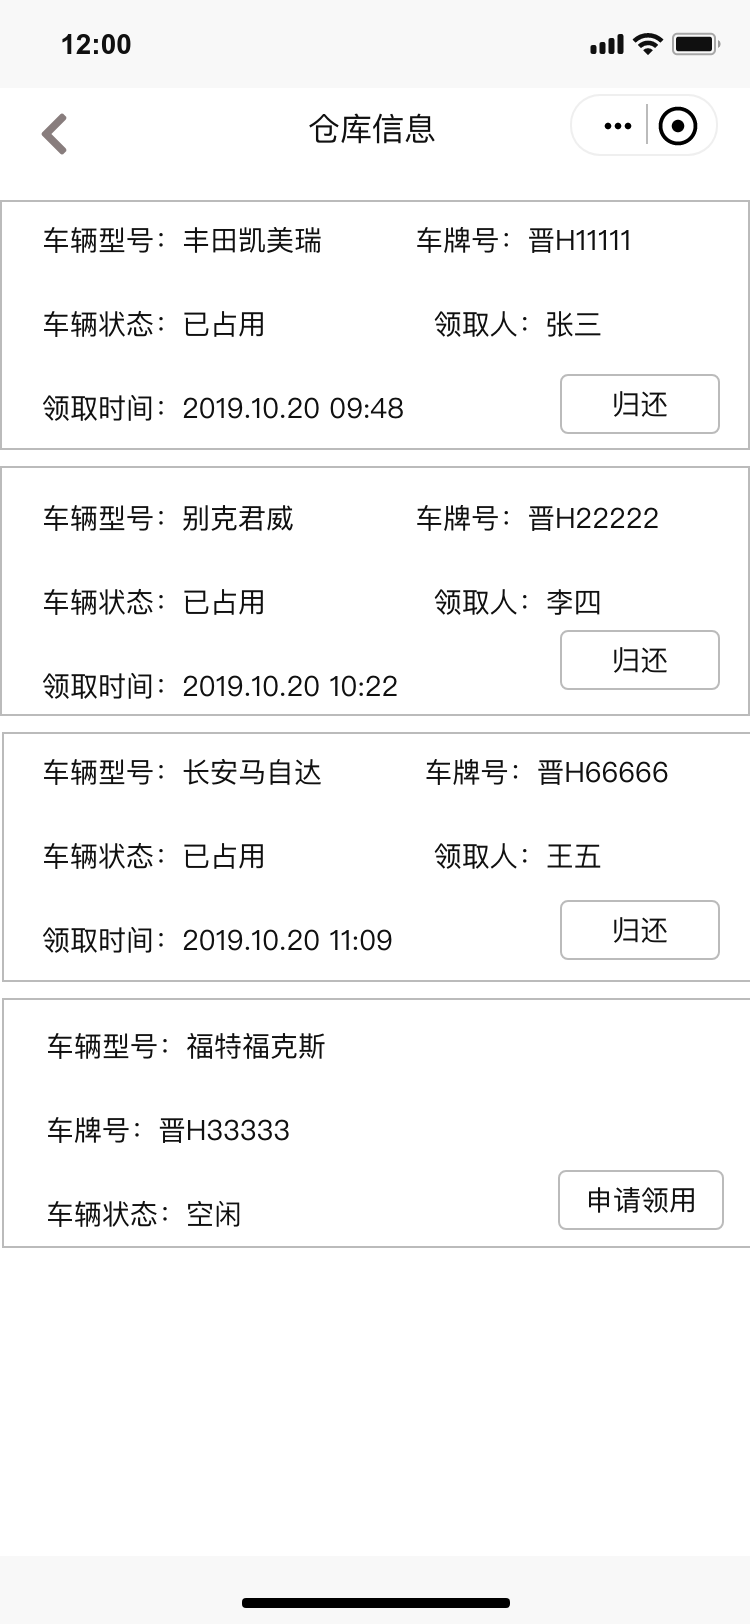 12:00
仓库信息
车辆型号：丰田凯美瑞 车牌号：晋H11111
车辆状态：已占用 领取人：张三
领取时间：2019.10.20 09:48 归还
车辆型号：别克君威 车牌号：晋H22222
车辆状态：已占用 领取人：李四
归还
领取时间：2019.10.20 10:22
车辆型号：长安马自达 车牌号：晋H66666
车辆状态：已占用 领取人：王五
领取时间：2019.10.20 11:09 归还
车辆型号：福特福克斯
车牌号：晋H33333
车辆状态：空闲 申请领用